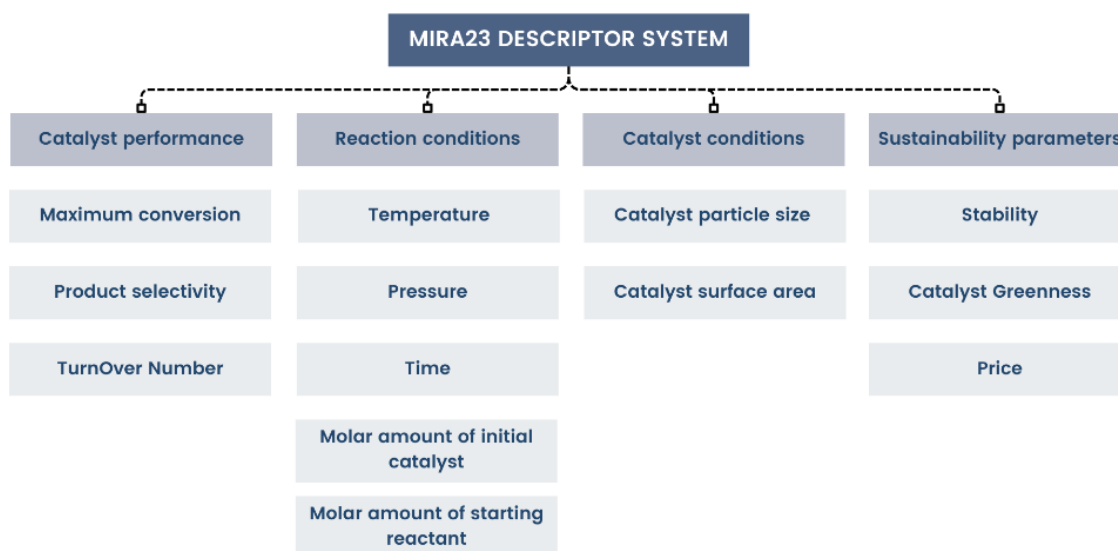 MIRA23 DESCRIPTOR SYSTEM
Catalyst performance
Maximum conversion
Product selectivity
TurnOver Number
Reaction conditions
Temperature
Pressure
Time
Molar amount of initial
catalyst
Molar amount of starting
reactant
Catalyst conditions
Catalyst particle size
Catalyst surface area
Sustainability parameters
Stability
Catalyst Greenness
Price